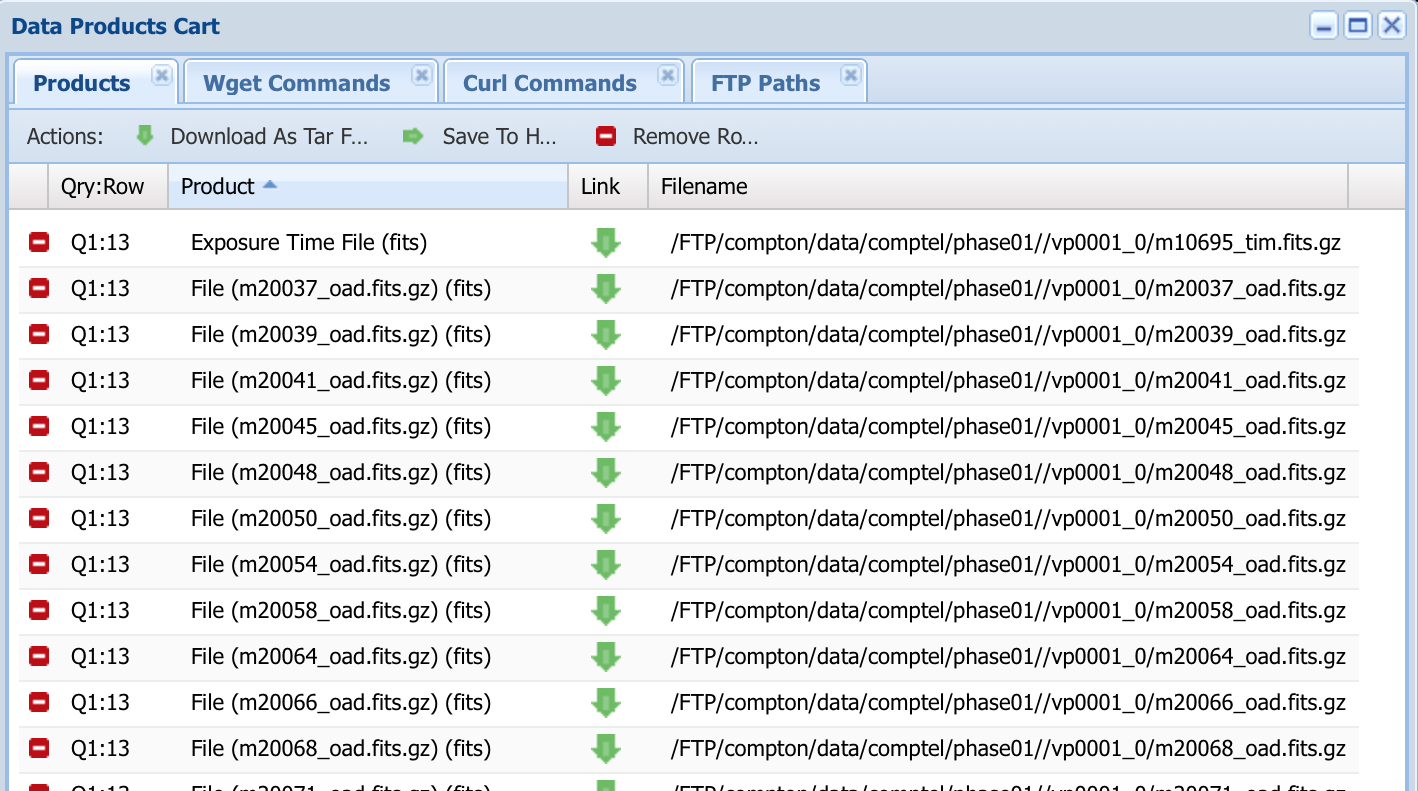 Data Products Cart
Products Wget Commands Curl Commands FTP Paths
Actions: Download As Tar F... Save To H... Remove Ro...
Qry:Row Product Link Filename
Q1:13 Exposure Time File (fits) /FTP/compton/data/comptel/phase01//vp0001_0/m10695_tim.fits.gz
Q1:13 File (m20037_oad.fits.gz) (fits) /FTP/compton/data/comptel/phase01//vp0001_0/m20037_oad.fits.gz
Q1:13 File (m20039_oad.fits.gz) (fits) /FTP/compton/data/comptel/phase01//vp0001_0/m20039_oad.fits.gz
Q1:13 File (m20041_oad.fits.gz) (fits) /FTP/compton/data/comptel/phase01//vp0001_0/m20041_oad.fits.gz
Q1:13 File (m20045_oad.fits.gz) (fits) /FTP/compton/data/comptel/phase01//vp0001_0/m20045_oad.fits.gz
Q1:13 File (m20048_oad.fits.gz) (fits) /FTP/compton/data/comptel/phase01//vp0001_0/m20048_oad.fits.gz
Q1:13 File (m20050_oad.fits.gz) (fits) /FTP/compton/data/comptel/phase01//vp0001_0/m20050_oad.fits.gz
Q1:13 File (m20054_oad.fits.gz) (fits) /FTP/compton/data/comptel/phase01//vp0001_0/m20054_oad.fits.gz
Q1:13 File (m20058_oad.fits.gz) (fits) /FTP/compton/data/comptel/phase01//vp0001_0/m20058_oad.fits.gz
Q1:13 File (m20064_oad.fits.gz) (fits) /FTP/compton/data/comptel/phase01//vp0001_0/m20064_oad.fits.gz
Q1:13 File (m20066_oad.fits.gz) (fits) /FTP/compton/data/comptel/phase01//vp0001_0/m20066_oad.fits.gz
Q1:13 File (m20068_oad.fits.gz) (fits) /FTP/compton/data/comptel/phase01//vp0001_0/m20068_oad.fits.gz